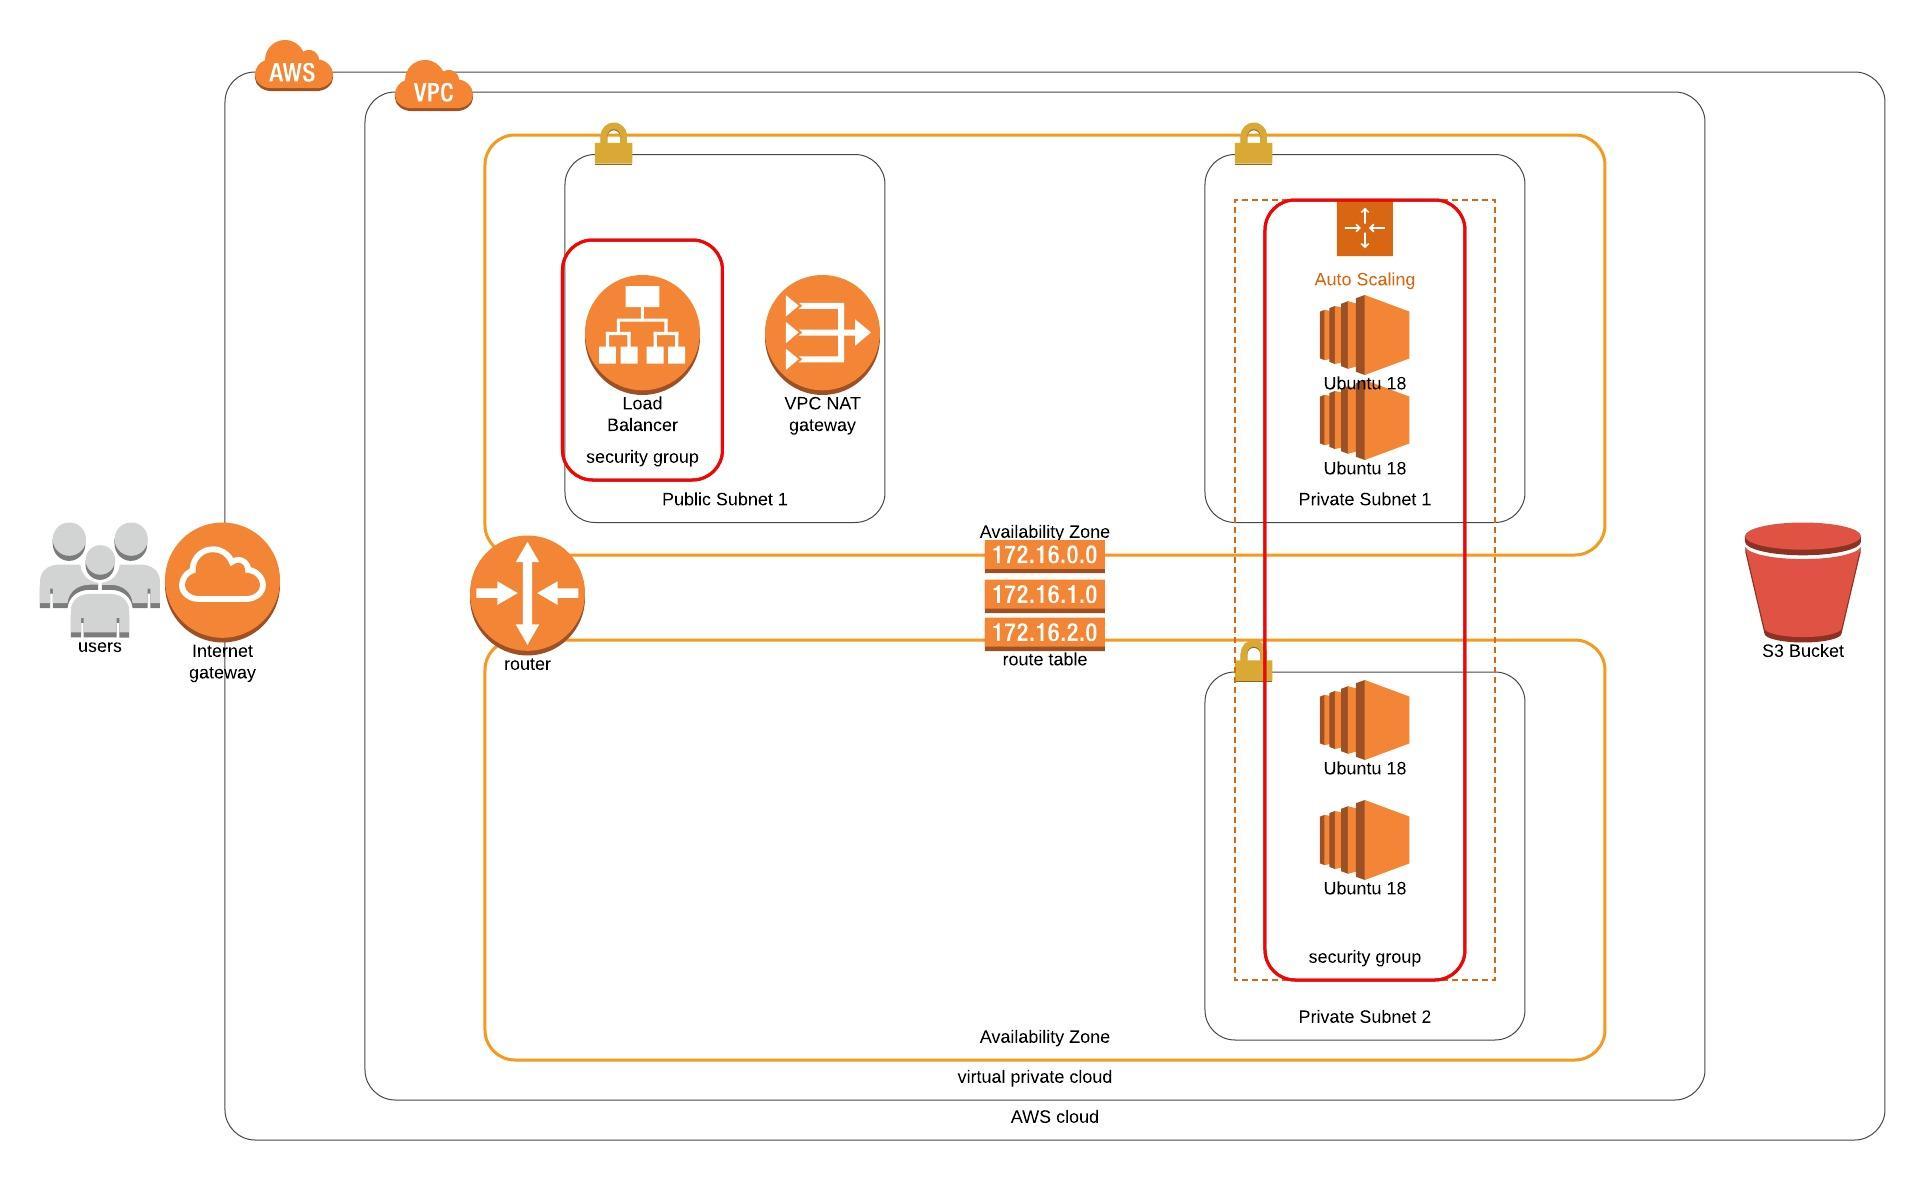 AWS
VPC
Auto Scaling
Ubuntu 18
Load
Balancer
VPC NAT
gateway
security group
Ubuntu 18
Public Subnet 1
Private Subnet 1
Availability Zone
172.16.0.0
172.16.1.0
172.16.2.0
route table
users
Internet
gateway
router
S3 Bucket
Ubuntu 18
Ubuntu 18
security group
Private Subnet 2
Availability Zone
virtual private cloud
AWS cloud